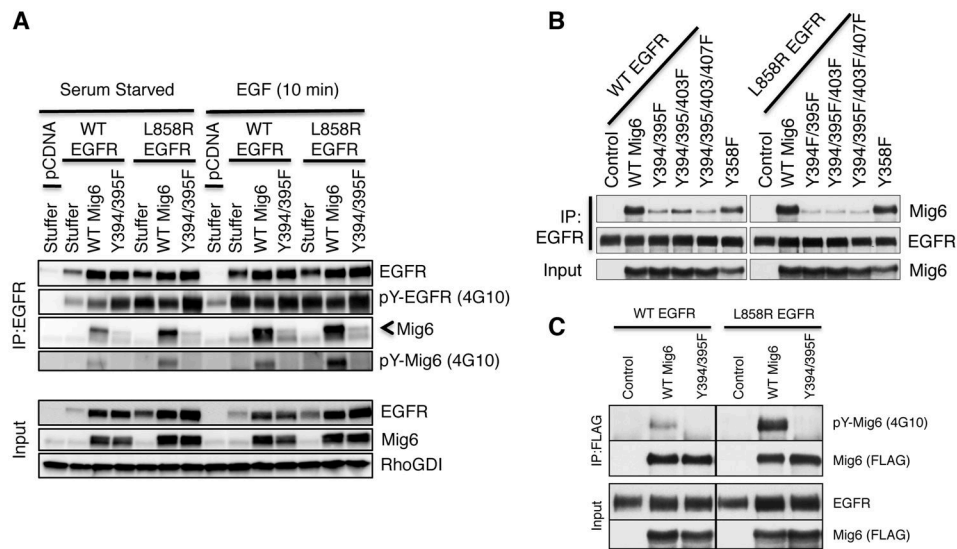 A
Serum Starved
EGF (10 min)
pCDNA
WT EGFR
L858R EGFR
pCDNA
WT EGFR
L858R EGFR
Stuffer
Stuffer
WT Mig6
Y394/395F
Stuffer
WT Mig6
Y394/395F
Stuffer
Stuffer
WT Mig6
Y394/395F
Stuffer
WT Mig6
Y394/395F
IP:EGFR
EGFR
pY-EGFR (4G10)
Mig6
pY-Mig6 (4G10)
Input
EGFR
Mig6
RhoGDI
B
WT EGFR
L858R EGFR
Control
WT Mig6
Y394/395F
Y394/395/403F
Y394/395/403/407F
Y358F
Control
WT Mig6
Y394F/395F
Y394/395F/403F
Y394/395F/403F/407F
Y358F
IP:
EGFR
Mig6
EGFR
Input
Mig6
C
WT EGFR
L858R EGFR
Control
WT Mig6
Y394/395F
Control
WT Mig6
Y394/395F
IP:FLAG
pY-Mig6 (4G10)
Mig6 (FLAG)
Input
EGFR
Mig6 (FLAG)